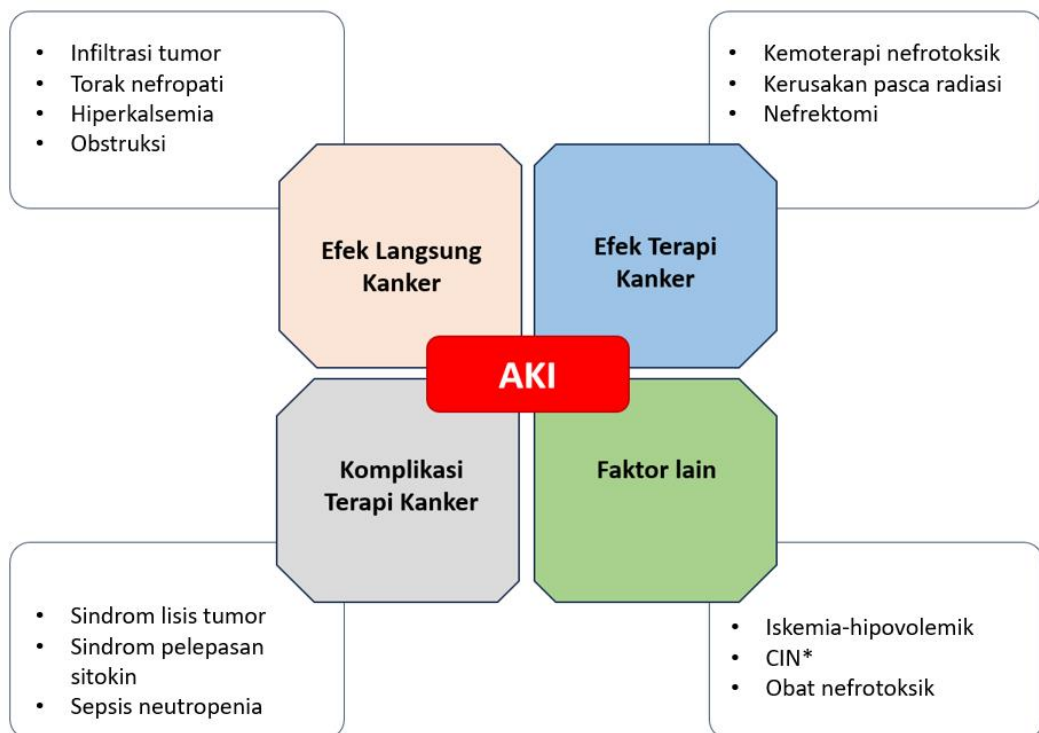 • Infiltrasi tumor
• Torak nefropati
• Hiperkalsemia
• Obstruksi
• Kemoterapi nefrotoksik
• Kerusakan pasca radiasi
• Nefrektomi
Efek Langsung
Kanker
Efek Terapi
Kanker
AKI
Komplikasi
Terapi Kanker
Faktor lain
• Sindrom lisis tumor
• Sindrom pelepasan
sitokin
• Sepsis neutropenia
• Iskemia-hipovolemik
• CIN*
• Obat nefrotoksik